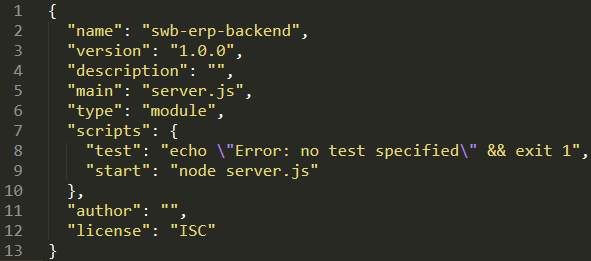 1 {
2   "name": "swb-erp-backend",
3   "version": "1.0.0",
4   "description": "",
5   "main": "server.js",
6   "type": "module",
7   "scripts": {
8     "test": "echo \"Error: no test specified\" && exit 1",
9     "start": "node server.js"
10   },
11   "author": "",
12   "license": "ISC"
13 }